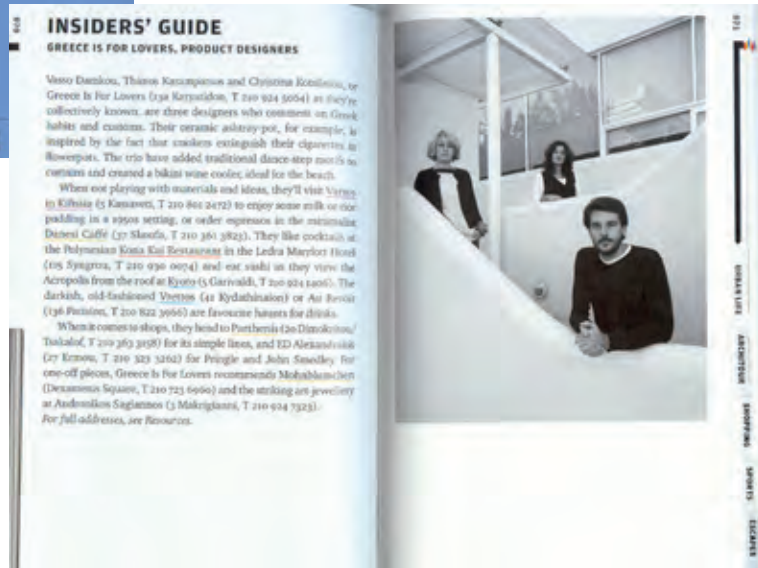 070
INSIDERS' GUIDE
GREECE IS FOR LOVERS, PRODUCT DESIGNERS
Vasso Damkou, Thanos Karampatsos and Christina Kotsilelou, or
Greece Is For Lovers (13a Karyatidon, T 210 924 5064) as they're
collectively known, are three designers who comment on Greek
habits and customs. Their ceramic ashtray-pot, for example, is
inspired by the fact that smokers extinguish their cigarettes in
flowerpots. The trio have added traditional dance-step motifs to
curtains and created a bikini wine cooler, ideal for the beach.
When not playing with materials and ideas, they'll visit Varsos
in Kifissia (5 Kassaveti, T 210 801 2472) to enjoy some milk or rice
pudding in a 1950s setting, or order espressos in the minimalist
Danesi Caffé (37 Skoufa, T 210 361 3823). They like cocktails at
the Polynesian Kona Kai Restaurant in the Ledra Marriott Hotel
(115 Syngrou, T 210 930 0074) and eat sushi as they view the
Acropolis from the roof at Kyoto (5 Garivaldi, T 210 924 1406). The
darkish, old-fashioned Vrettos (41 Kydathinaion) or Au Revoir
(136 Patision, T 210 822 3966) are favourite haunts for drinks.
When it comes to shops, they head to Parthenis (20 Dimokritou/
Tsakalof, T 210 363 3158) for its simple lines, and ED Alexandrakis
(27 Ermou, T 210 323 3262) for Pringle and John Smedley. For
one-off pieces, Greece Is For Lovers recommends Mohablumchen
(Dexameni Square, T 210 723 6960) and the striking art jewellery
at Andronikos Sagiannos (3 Makrigianni, T 210 924 7323).
For full addresses, see Resources.
071
URBAN LIFE
ARCHITOUR
SHOPPING
SPORTS
ESCAPES